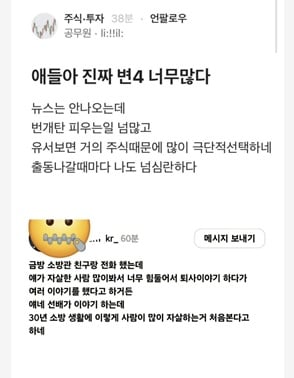 주식·투자 38분 · 언팔로우
공무원 · li:!!il:
얘들아 진짜 변4 너무많다
뉴스는 안나오는데
번개탄 피우는일 넘많고
유서보면 거의 주식때문에 많이 극단적선택하네
출동나갈때마다 나도 넘심란하다
kr_ 60분
메시지 보내기
금방 소방관 친구랑 전화 했는데
얘가 자살한 사람 많이봐서 너무 힘들어서 퇴사이야기 하다가
여러 이야기를 했다고 하거든
얘네 선배가 이야기 하는데
30년 소방 생활에 이렇게 사람이 많이 자살하는거 처음본다고
하네